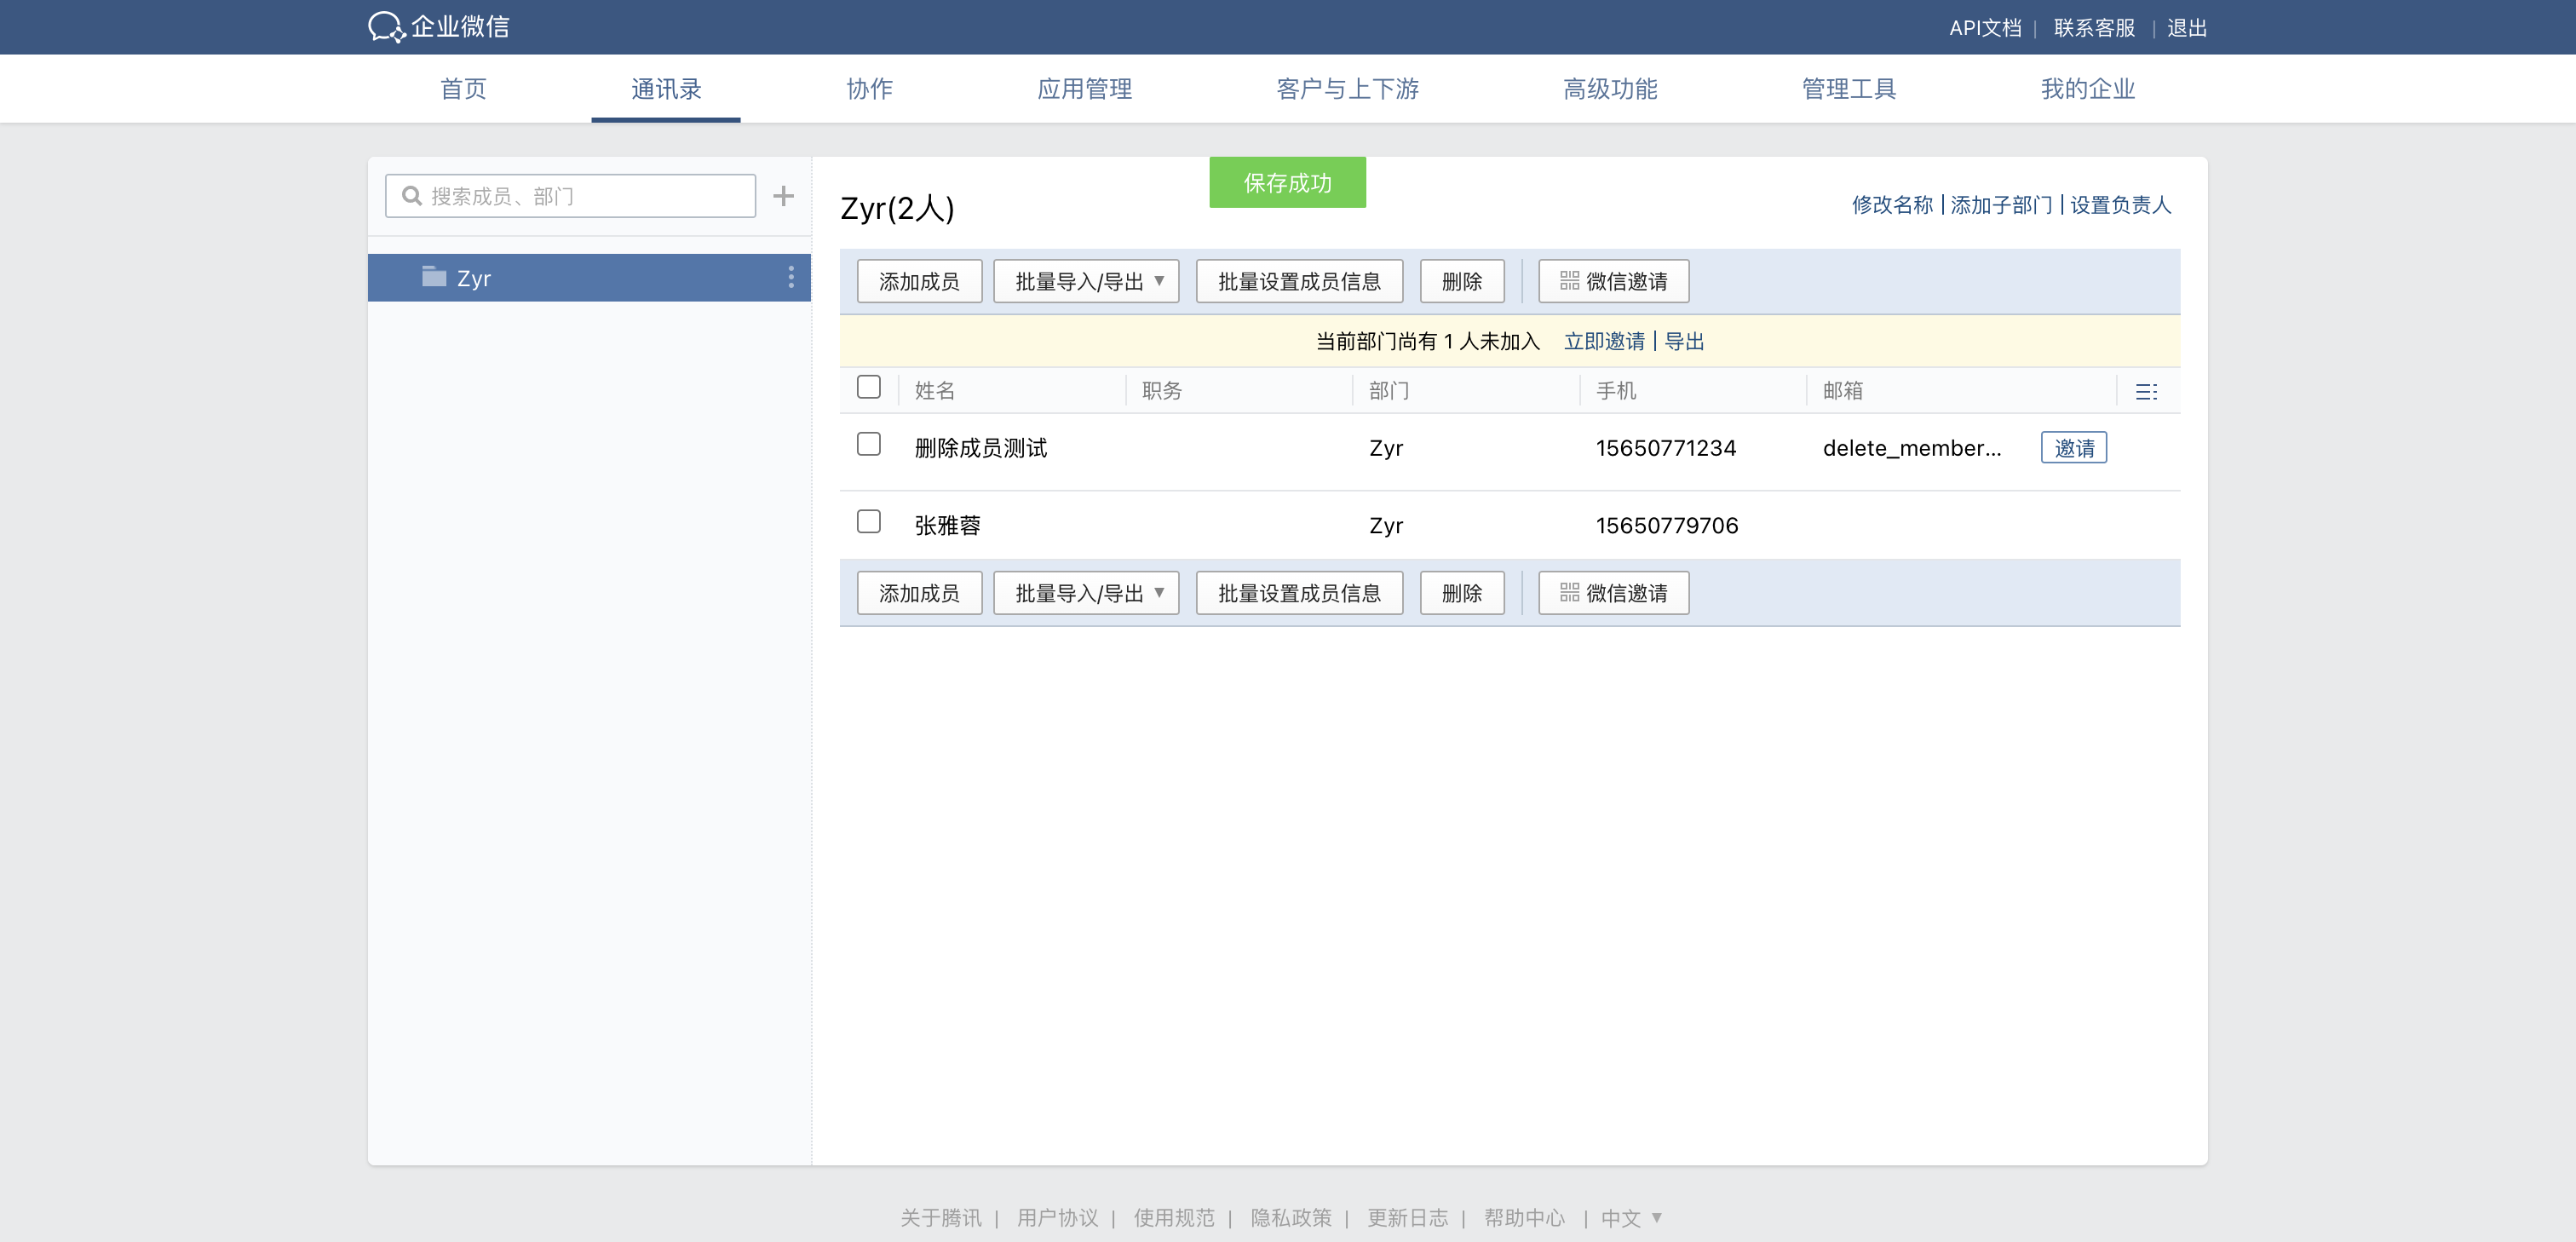 企业微信
API文档 | 联系客服 | 退出
首页 通讯录 协作 应用管理 客户与上下游 高级功能 管理工具 我的企业
搜索成员、部门
Zyr
保存成功
Zyr(2人)
修改名称 | 添加子部门 | 设置负责人
添加成员 批量导入/导出 批量设置成员信息 删除 微信邀请
当前部门尚有 1 人未加入 立即邀请 | 导出
姓名 职务 部门 手机 邮箱
删除成员测试 Zyr 15650771234 delete_member... 邀请
张雅蓉 Zyr 15650779706
添加成员 批量导入/导出 批量设置成员信息 删除 微信邀请
关于腾讯 | 用户协议 | 使用规范 | 隐私政策 | 更新日志 | 帮助中心 | 中文